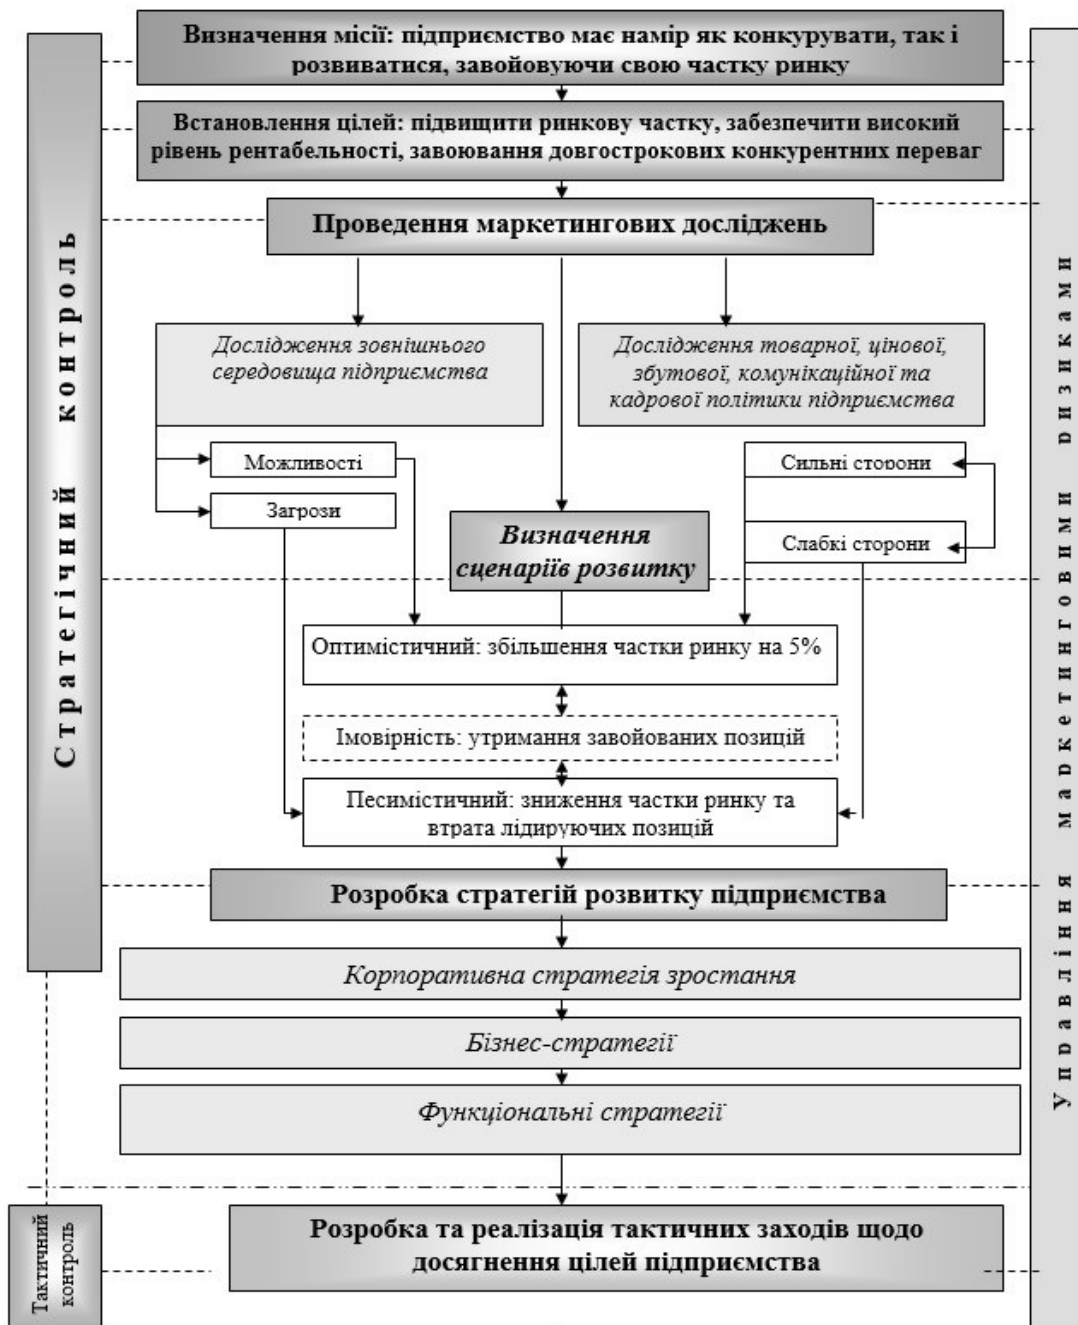 Визначення місії: підприємство має намір як конкурувати, так і
розвиватися, завойовуючи свою частку ринку
Встановлення цілей: підвищити ринкову частку, забезпечити високий
рівень рентабельності, завоювання довгострокових конкурентних переваг
Проведення маркетингових досліджень
Стратегічний контроль
Управління маркетинговими ризиками
Дослідження зовнішнього
середовища підприємства
Дослідження товарної, цінової,
збутової, комунікаційної та
кадрової політики підприємства
Можливості
Загрози
Сильні сторони
Слабкі сторони
Визначення
сценаріїв розвитку
Оптимістичний: збільшення частки ринку на 5%
Імовірність: утримання завойованих позицій
Песимістичний: зниження частки ринку та
втрата лідируючих позицій
Розробка стратегій розвитку підприємства
Корпоративна стратегія зростання
Бізнес-стратегії
Функціональні стратегії
Тактичний
контроль
Розробка та реалізація тактичних заходів щодо
досягнення цілей підприємства